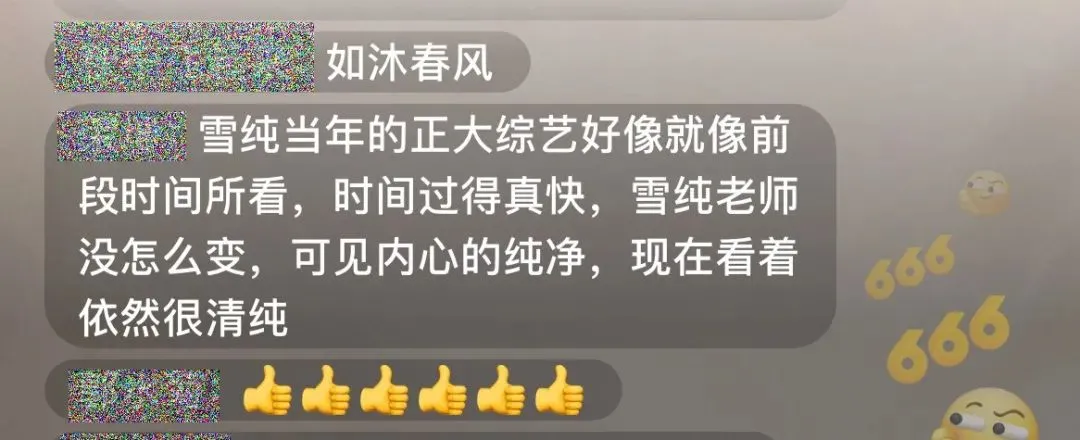 如沐春风
雪纯当年的正大综艺好像就像前
段时间所看，时间过得真快，雪纯老师
没怎么变，可见内心的纯净，现在看着
依然很清纯
👍👍👍👍👍👍
666
666